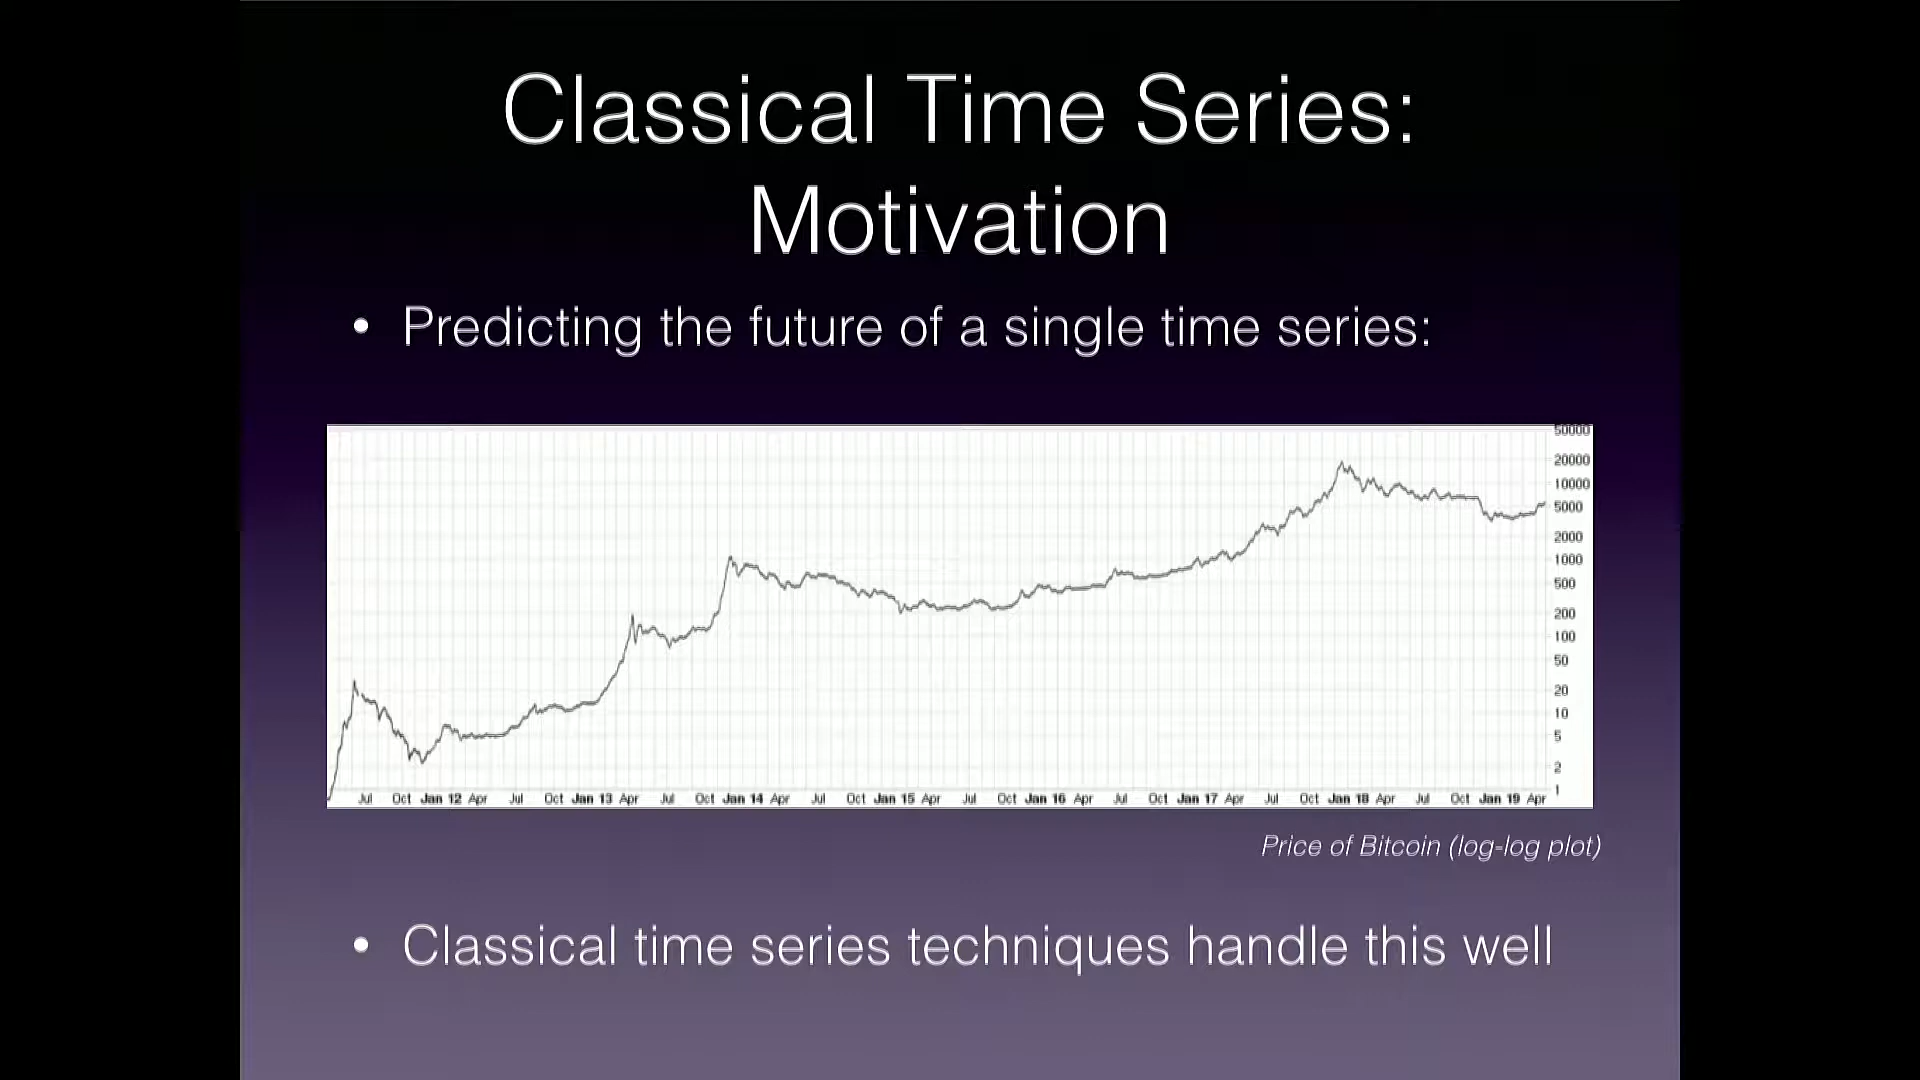 Classical Time Series:
Motivation
• Predicting the future of a single time series:
50000
20000
10000
5000
2000
1000
500
200
100
50
20
10
5
2
1
Jul Oct Jan 12 Apr Jul Oct Jan 13 Apr Jul Oct Jan 14 Apr Jul Oct Jan 15 Apr Jul Oct Jan 16 Apr Jul Oct Jan 17 Apr Jul Oct Jan 18 Apr Jul Oct Jan 19 Apr
Price of Bitcoin (log-log plot)
• Classical time series techniques handle this well